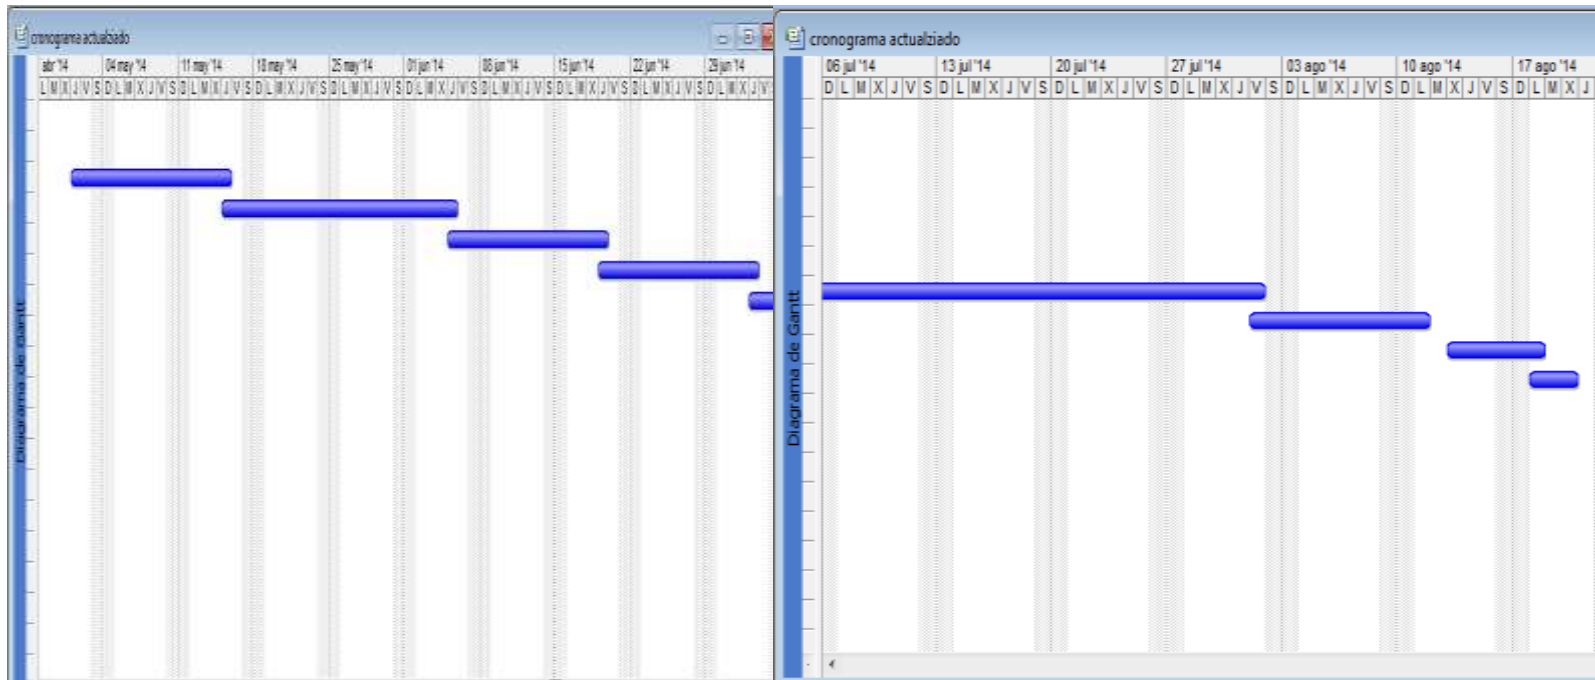 cronograma actualziado
abr '14 04 may '14 11 may '14 18 may '14 25 may '14 01 jun '14 08 jun '14 15 jun '14 22 jun '14 29 jun '14
L M X J V S D L M X J V S D L M X J V S D L M X J V S D L M X J V S D L M X J V S D L M X J V S D L M X J V S D L M X J V S D L M X J V
Diagrama de Gantt
cronograma actualziado
06 jul '14 13 jul '14 20 jul '14 27 jul '14 03 ago '14 10 ago '14 17 ago '14
D L M X J V S D L M X J V S D L M X J V S D L M X J V S D L M X J V S D L M X J V S D L M X J
Diagrama de Gantt